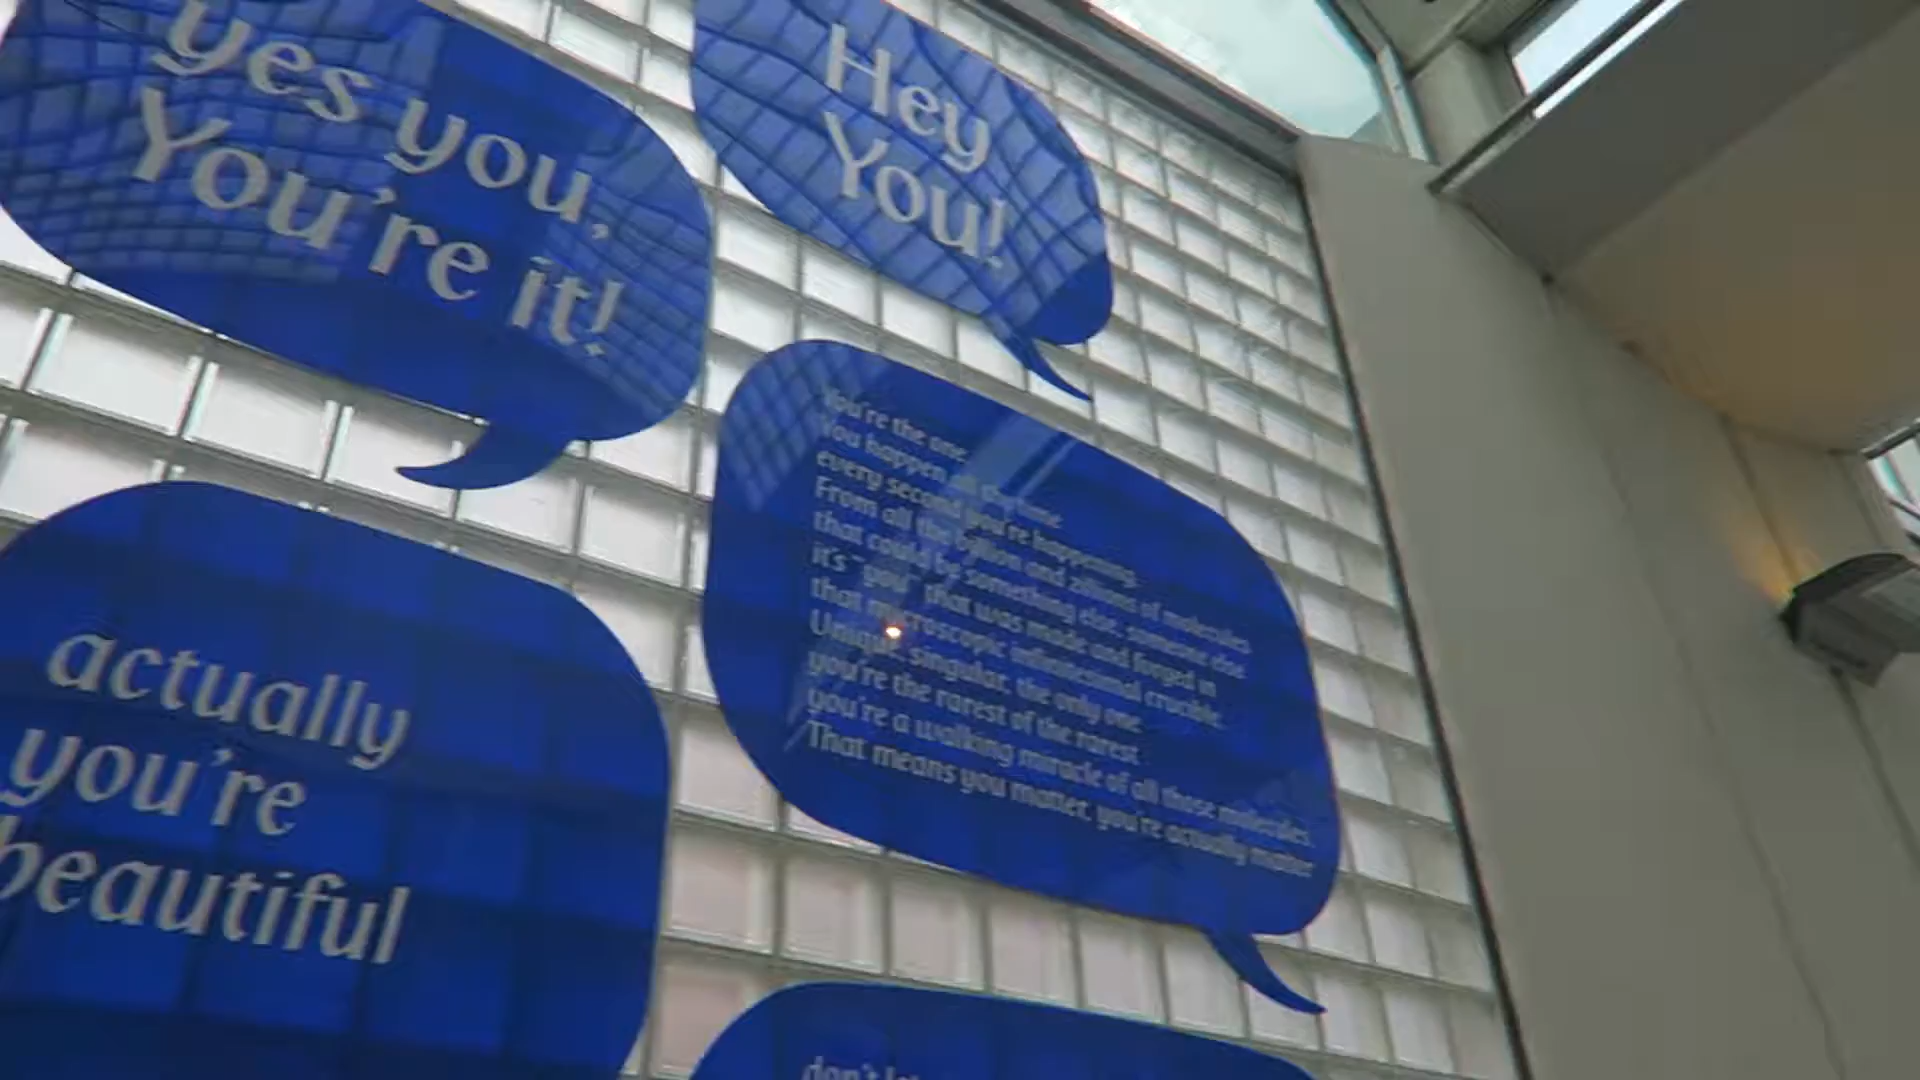 Hey
You!
yes you,
You're it!
You're the one.
You happen all the time
every second you're happening.
From all the billion and zillions of molecules
that could be something else, someone else
it's "you" that was made and forged in
that microscopic infinitesimal crucible.
Unique, singular, the only one
you're the rarest of the rarest
you're a walking miracle of all those molecules.
That means you matter, you're actually matter
actually
you're
beautiful
don't